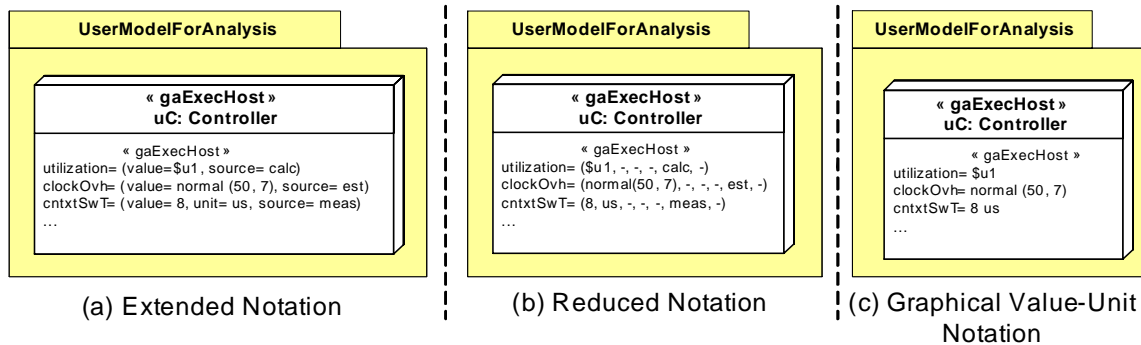 UserModelForAnalysis
« gaExecHost »
uC: Controller
« gaExecHost »
utilization= (value=$u1, source= calc)
clockOvh= (value= normal (50, 7), source= est)
cntxtSwT= (value= 8, unit= us, source= meas)
...
(a) Extended Notation
UserModelForAnalysis
« gaExecHost »
uC: Controller
« gaExecHost »
utilization= ($u1, -, -, -, calc, -)
clockOvh= (normal(50, 7), -, -, -, est, -)
cntxtSwT= (8, us, -, -, -, meas, -)
...
(b) Reduced Notation
UserModelForAnalysis
« gaExecHost »
uC: Controller
« gaExecHost »
utilization= $u1
clockOvh= normal (50, 7)
cntxtSwT= 8 us
...
(c) Graphical Value-Unit
Notation